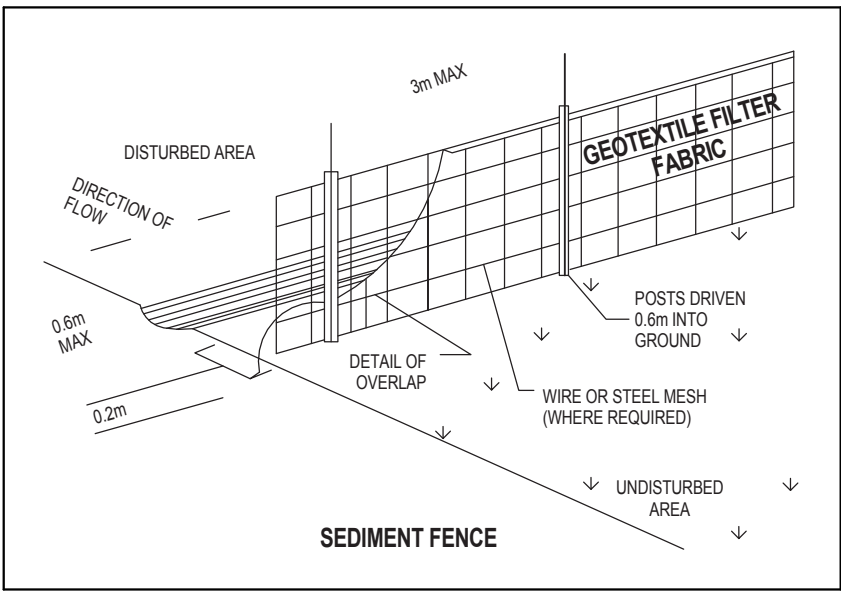 3m MAX
GEOTEXTILE FILTER
FABRIC
DISTURBED AREA
DIRECTION OF
FLOW
0.6m
MAX
0.2m
DETAIL OF
OVERLAP
POSTS DRIVEN
0.6m INTO
GROUND
WIRE OR STEEL MESH
(WHERE REQUIRED)
UNDISTURBED
AREA
SEDIMENT FENCE